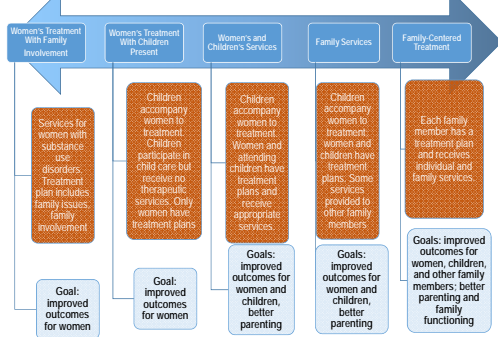 Women's Treatment
With Family
Involvement
Women's Treatment
With Children
Present
Women's and
Children's Services
Family Services
Family-Centered
Treatment
Services for
women with
substance
use
disorders.
Treatment
plan includes
family issues,
family
involvement
Children
accompany
women to
treatment.
Children
participate in
child care but
receive no
therapeutic
services. Only
women have
treatment plans
Children
accompany
women to
treatment.
Women and
attending
children have
treatment
plans and
receive
appropriate
services.
Children
accompany
women to
treatment;
women and
children have
treatment
plans. Some
services
provided to
other family
members
Each family
member has a
treatment plan
and receives
individual and
family services.
Goal:
improved
outcomes
for women
Goal:
improved
outcomes
for women
Goals: improved
outcomes for
women and
children,
better
parenting
Goals: improved
outcomes for
women and
children,
better
parenting
Goals: improved
outcomes for
women, children,
and other family
members; better
parenting and
family
functioning